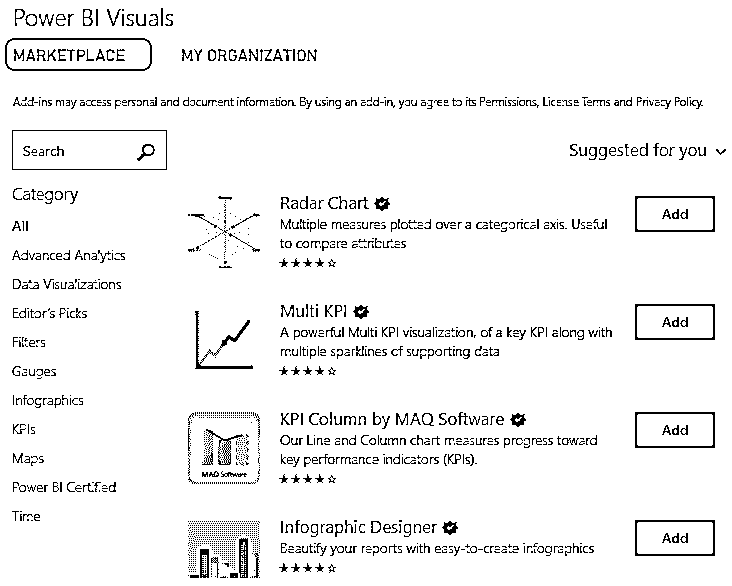 Power BI Visuals
MARKETPLACE MY ORGANIZATION
Add-ins may access personal and document information. By using an add-in, you agree to its Permissions, License Terms and Privacy Policy.
Search
Suggested for you
Category
All
Advanced Analytics
Data Visualizations
Editor's Picks
Filters
Gauges
Infographics
KPIs
Maps
Power BI Certified
Time
Radar Chart
Multiple measures plotted over a categorical axis. Useful
to compare attributes
Add
Multi KPI
A powerful Multi KPI visualization, of a key KPI along with
multiple sparklines of supporting data
Add
MAQ Software
KPI Column by MAQ Software
Our Line and Column chart measures progress toward
key performance indicators (KPIs).
Add
Infographic Designer
Beautify your reports with easy-to-create infographics
Add